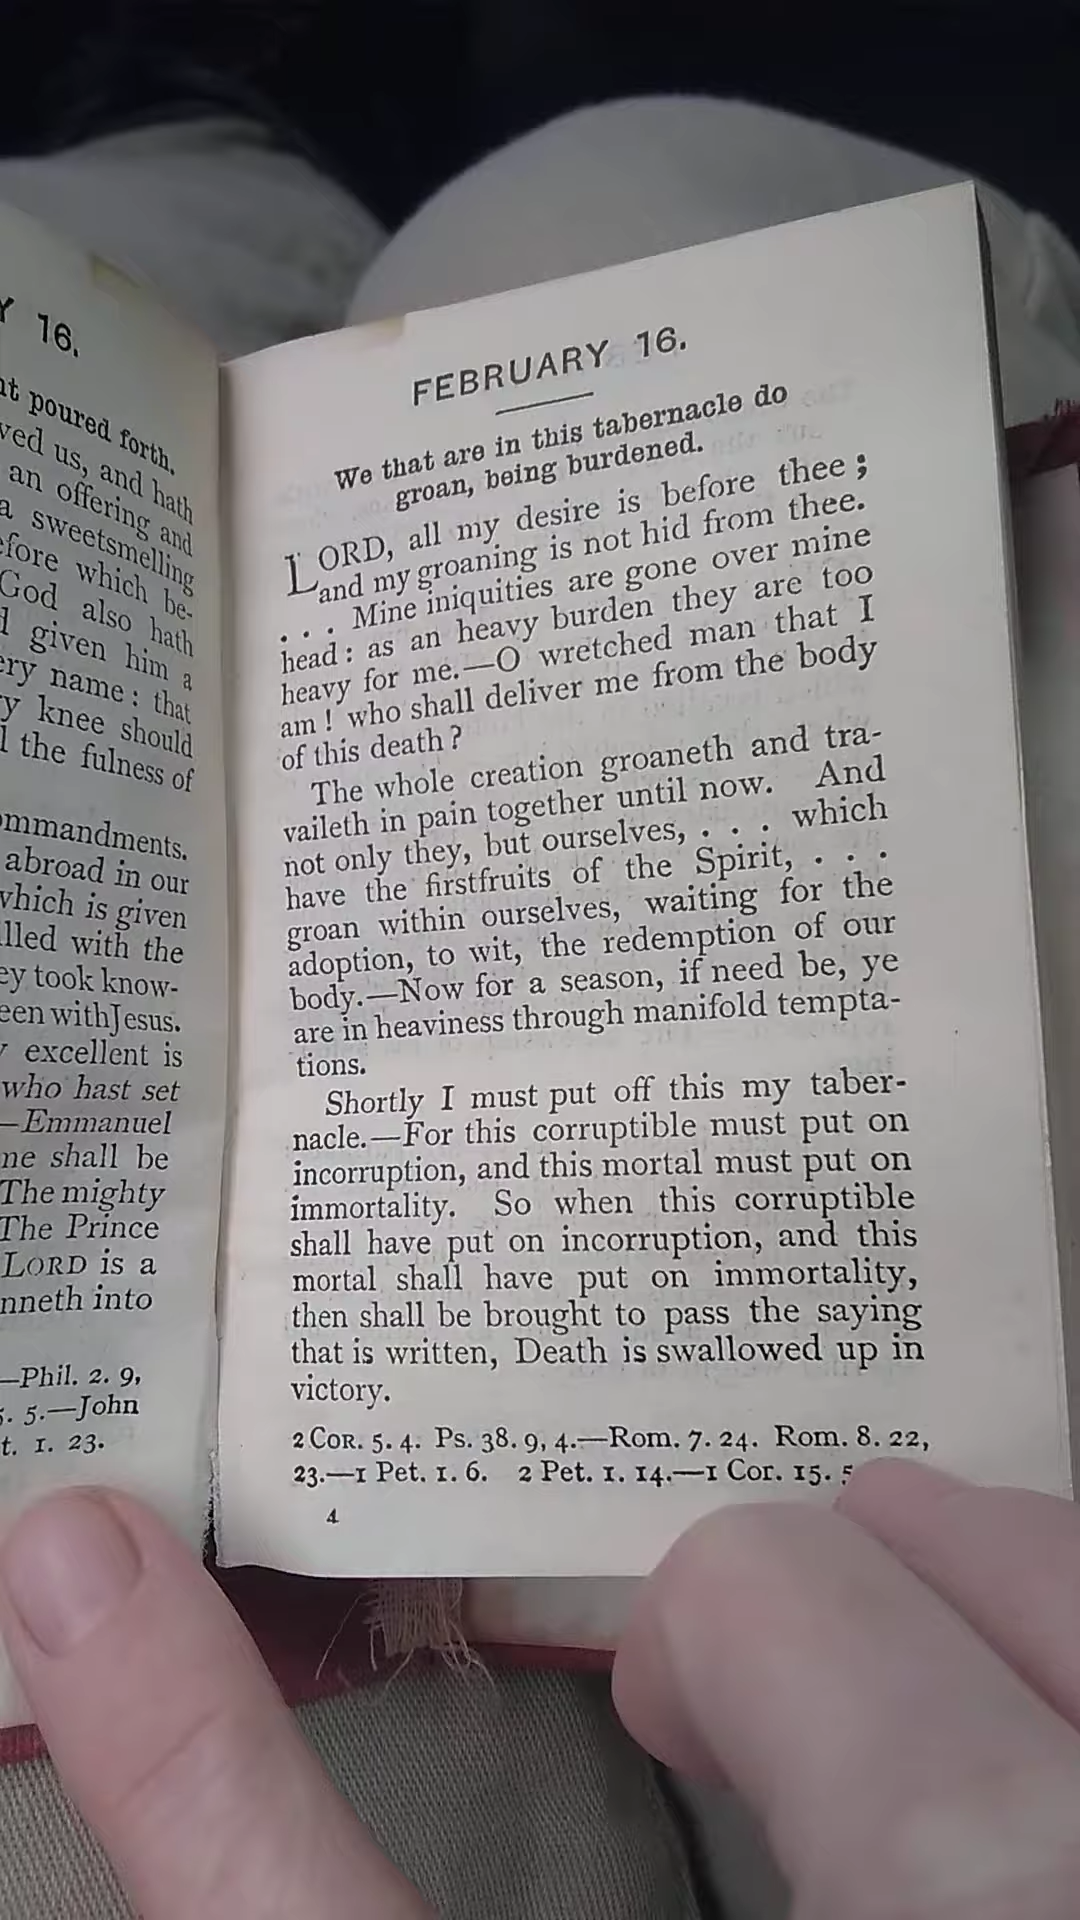 Y 16.
nt poured forth.
ved us, and hath
an offering and
a sweetsmelling
efore which be-
God also hath
d given him a
ery name: that
y knee should
l the fulness of
ommandments.
abroad in our
which is given
lled with the
ey took know-
een with Jesus.
excellent is
who hast set
—Emmanuel
me shall be
The mighty
The Prince
LORD is a
nneth into
—Phil. 2. 9,
5. 5.—John
t. 1. 23.
FEBRUARY 16.
We that are in this tabernacle do
groan, being burdened.
LORD, all my desire is before thee;
and my groaning is not hid from thee.
. . . Mine iniquities are gone over mine
head: as an heavy burden they are too
heavy for me.—O wretched man that I
am! who shall deliver me from the body
of this death?
The whole creation groaneth and tra-
vaileth in pain together until now. And
not only they, but ourselves, . . . which
have the firstfruits of the Spirit, . . .
groan within ourselves, waiting for the
adoption, to wit, the redemption of our
body.—Now for a season, if need be, ye
are in heaviness through manifold tempta-
tions.
Shortly I must put off this my taber-
nacle.—For this corruptible must put on
incorruption, and this mortal must put on
immortality. So when this corruptible
shall have put on incorruption, and this
mortal shall have put on immortality,
then shall be brought to pass the saying
that is written, Death is swallowed up in
victory.
2 COR. 5. 4. Ps. 38. 9, 4.—Rom. 7. 24. Rom. 8. 22,
23.—1 Pet. 1. 6. 2 Pet. 1. 14.—1 Cor. 15. 5
4